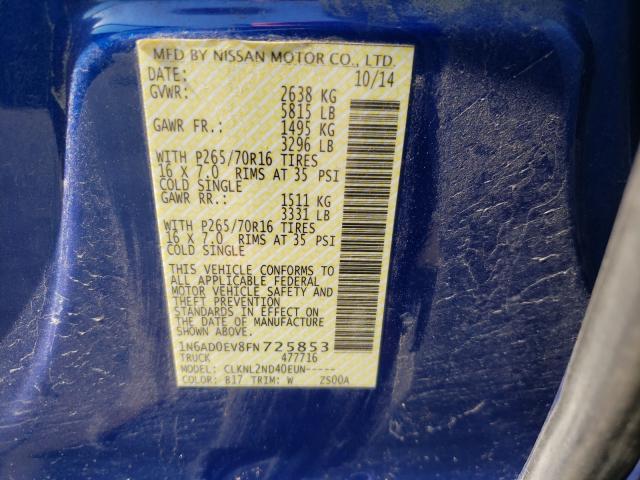 MFD BY NISSAN MOTOR CO., LTD.
DATE: 10/14
GVWR: 2638 KG
5815 LB
GAWR FR.: 1495 KG
3296 LB
WITH P265/70R16 TIRES
16 X 7.0 RIMS AT 35 PSI
COLD SINGLE
GAWR RR.: 1511 KG
3331 LB
WITH P265/70R16 TIRES
16 X 7.0 RIMS AT 35 PSI
COLD SINGLE
THIS VEHICLE CONFORMS TO
ALL APPLICABLE FEDERAL
MOTOR VEHICLE SAFETY AND
THEFT PREVENTION
STANDARDS IN EFFECT ON
THE DATE OF MANUFACTURE
SHOWN ABOVE.
1N6AD0EV8FN725853
TRUCK 477716
MODEL: CLKNL2ND40EUN-----
COLOR: B17 TRIM: W ZS00A